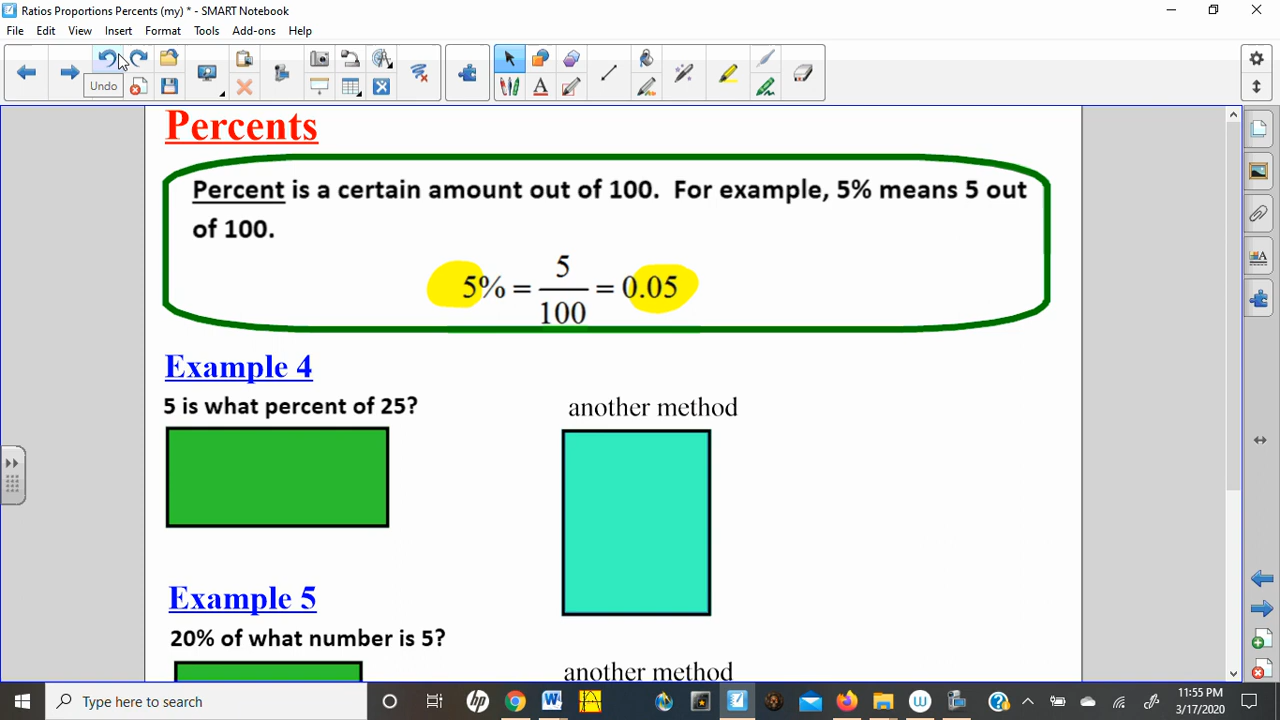 Ratios Proportions Percents (my) * - SMART Notebook
File Edit View Insert Format Tools Add-ons Help
Undo
Percents
Percent is a certain amount out of 100. For example, 5% means 5 out
of 100.
5% = 5/100 = 0.05
Example 4
5 is what percent of 25?
another method
Example 5
20% of what number is 5?
another method
Type here to search
11:55 PM
3/17/2020